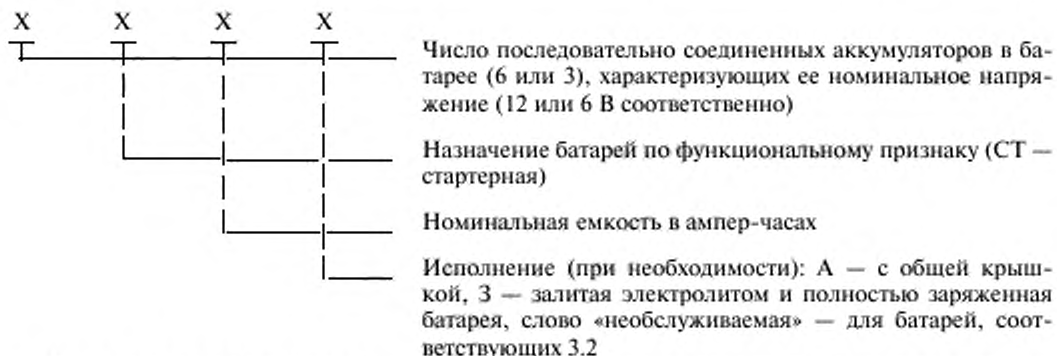 X X X X
Число последовательно соединенных аккумуляторов в ба-
тарее (6 или 3), характеризующих ее номинальное напря-
жение (12 или 6 В соответственно)
Назначение батарей по функциональному признаку (СТ —
стартерная)
Номинальная емкость в ампер-часах
Исполнение (при необходимости): А — с общей крыш-
кой, З — залитая электролитом и полностью заряженная
батарея, слово «необслуживаемая» — для батарей, соот-
ветствующих 3.2